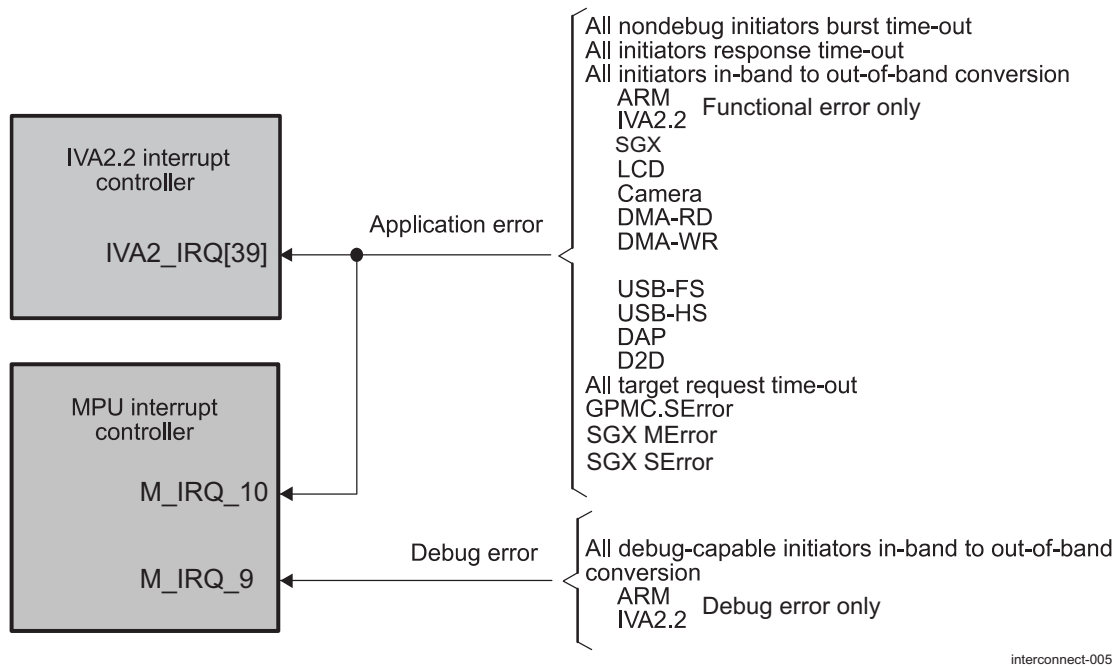 All nondebug initiators burst time-out
All initiators response time-out
All initiators in-band to out-of-band conversion
ARM
IVA2.2
Functional error only
SGX
LCD
Camera
DMA-RD
DMA-WR
USB-FS
USB-HS
DAP
D2D
All target request time-out
GPMC.SError
SGX MError
SGX SError
IVA2.2 interrupt
controller
IVA2_IRQ[39]
Application error
MPU interrupt
controller
M_IRQ_10
M_IRQ_9
Debug error
All debug-capable initiators in-band to out-of-band
conversion
ARM
IVA2.2
Debug error only
interconnect-005